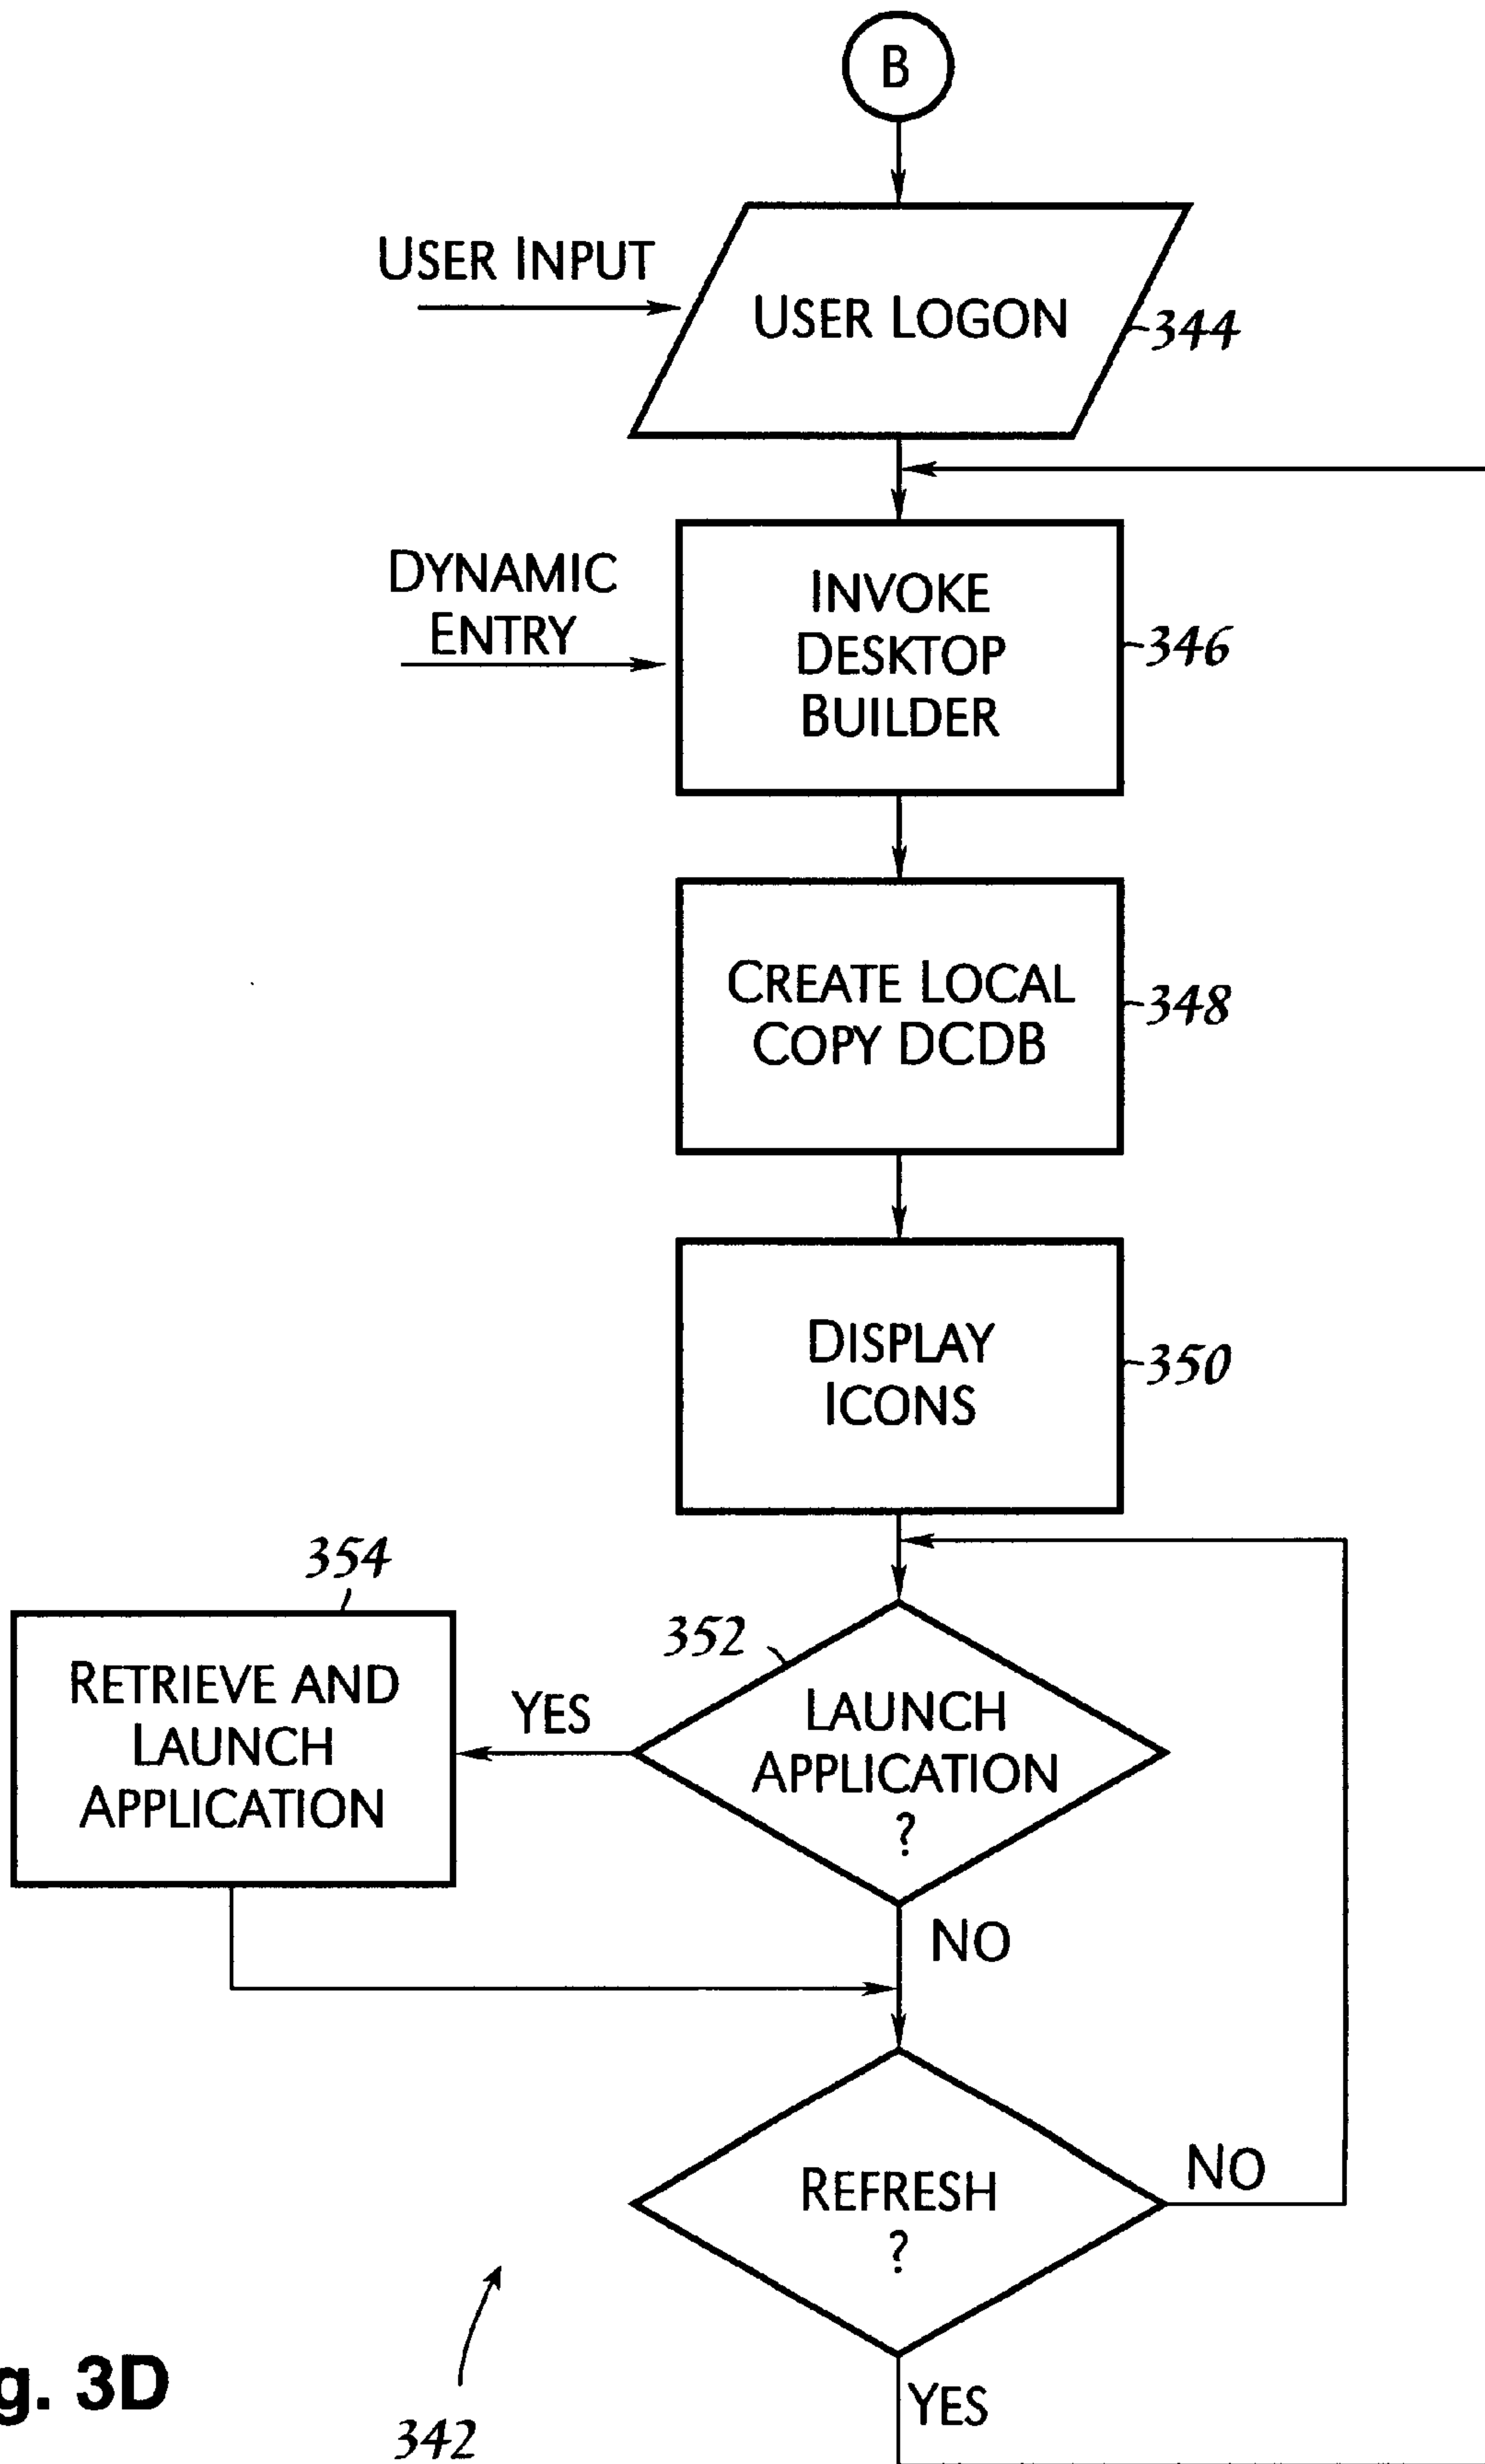 B
USER INPUT
USER LOGON
344
DYNAMIC
ENTRY
INVOKE
DESKTOP
BUILDER
346
CREATE LOCAL
COPY DCDB
348
DISPLAY
ICONS
350
354
352
RETRIEVE AND
LAUNCH
APPLICATION
YES
LAUNCH
APPLICATION
?
NO
REFRESH
?
NO
g. 3D
342
YES